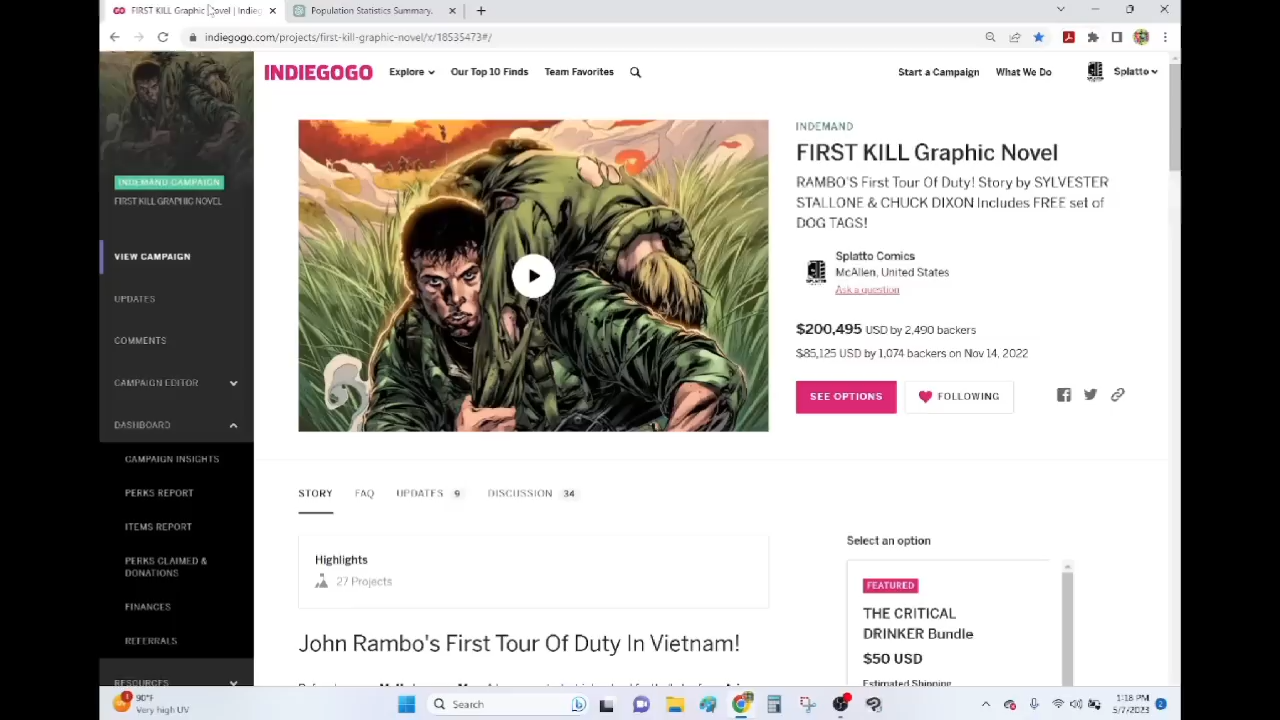 FIRST KILL Graphic Novel | Indieg
Population Statistics Summary.
indiegogo.com/projects/first-kill-graphic-novel/x/18535473#/
INDIEGOGO
Explore
Our Top 10 Finds
Team Favorites
Start a Campaign
What We Do
Splatto
INDEMAND CAMPAIGN
FIRST KILL GRAPHIC NOVEL
VIEW CAMPAIGN
UPDATES
COMMENTS
CAMPAIGN EDITOR
DASHBOARD
CAMPAIGN INSIGHTS
PERKS REPORT
ITEMS REPORT
PERKS CLAIMED &
DONATIONS
FINANCES
REFERRALS
RESOURCES
INDEMAND
FIRST KILL Graphic Novel
RAMBO'S First Tour Of Duty! Story by SYLVESTER
STALLONE & CHUCK DIXON Includes FREE set of
DOG TAGS!
Splatto Comics
McAllen, United States
Ask a question
$200,495 USD by 2,490 backers
$85,125 USD by 1,074 backers on Nov 14, 2022
SEE OPTIONS
FOLLOWING
STORY
FAQ
UPDATES 9
DISCUSSION 34
Highlights
27 Projects
John Rambo's First Tour Of Duty In Vietnam!
Select an option
FEATURED
THE CRITICAL
DRINKER Bundle
$50 USD
Estimated Shipping
90°F
Very high UV
Search
1:18 PM
5/7/2023
2